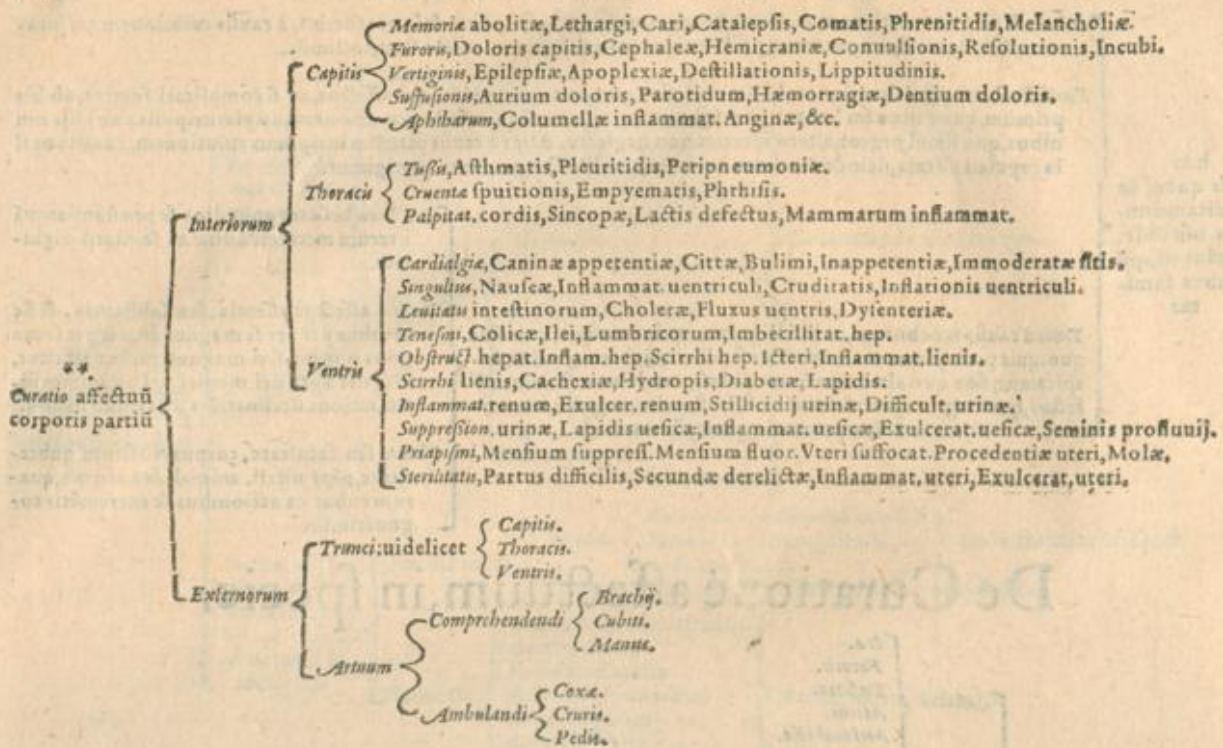 Memoriæ abolitæ, Lethargi, Cari, Catalepſis, Comatis, Phrenitidis, Melancholiæ.
Furoris, Doloris capitis, Cephaleæ, Hemicraniæ, Conuulſionis, Reſolutionis, Incubi.
Capitis
Vertiginis, Epilepſiæ, Apoplexiæ, Deſtillationis, Lippitudinis.
Suffuſionis, Aurium doloris, Parotidum, Hæmorragiæ, Dentium doloris.
Aphtharum, Columellæ inflammat. Anginæ, &c.
Tuſsis, Aſthmatis, Pleuritidis, Peripneumoniæ.
Thoracis
Cruentæ ſpuitionis, Empyematis, Phthiſis.
Palpitat. cordis, Sincopæ, Lactis defectus, Mammarum inflammat.
Interiorum
Cardialgiæ, Caninæ appetentiæ, Cittæ, Bulimi, Inappetentiæ, Immoderatæ ſitis.
Singultus, Nauſeæ, Inflammat. uentriculi, Cruditatis, Inflationis uentriculi.
Leuitatis inteſtinorum, Choleræ, Fluxus uentris, Dyſenteriæ.
Teneſmi, Colicæ, Ilei, Lumbricorum, Imbecillitat. hep.
Obſtruct. hepat. Inflam. hep. Scirrhi hep. Icteri, Inflammat. lienis.
Ventris
Scirrhi lienis, Cachexiæ, Hydropis, Diabetæ, Lapidis.
Inflammat. renum, Exulcer. renum, Stillicidij urinæ, Difficult. urinæ.
Suppreſsion. urinæ, Lapidis ueſicæ, Inflammat. ueſicæ, Exulcerat. ueſicæ, Seminis profluuij.
Priapiſmi, Menſium ſuppreſſ. Menſium fluor. Vteri ſuffocat. Procedentiæ uteri, Molæ.
Sterilitatis, Partus difficilis, Secundæ derelictæ, Inflammat. uteri, Exulcerat, uteri.
**.
Curatio affectuũ
corporis partiũ
Trunci: uidelicet
Capitis.
Thoracis.
Ventris.
Externorum
Comprehendendi
Brachij.
Cubiti.
Manus.
Artuum
Ambulandi
Coxæ.
Cruris.
Pedis.